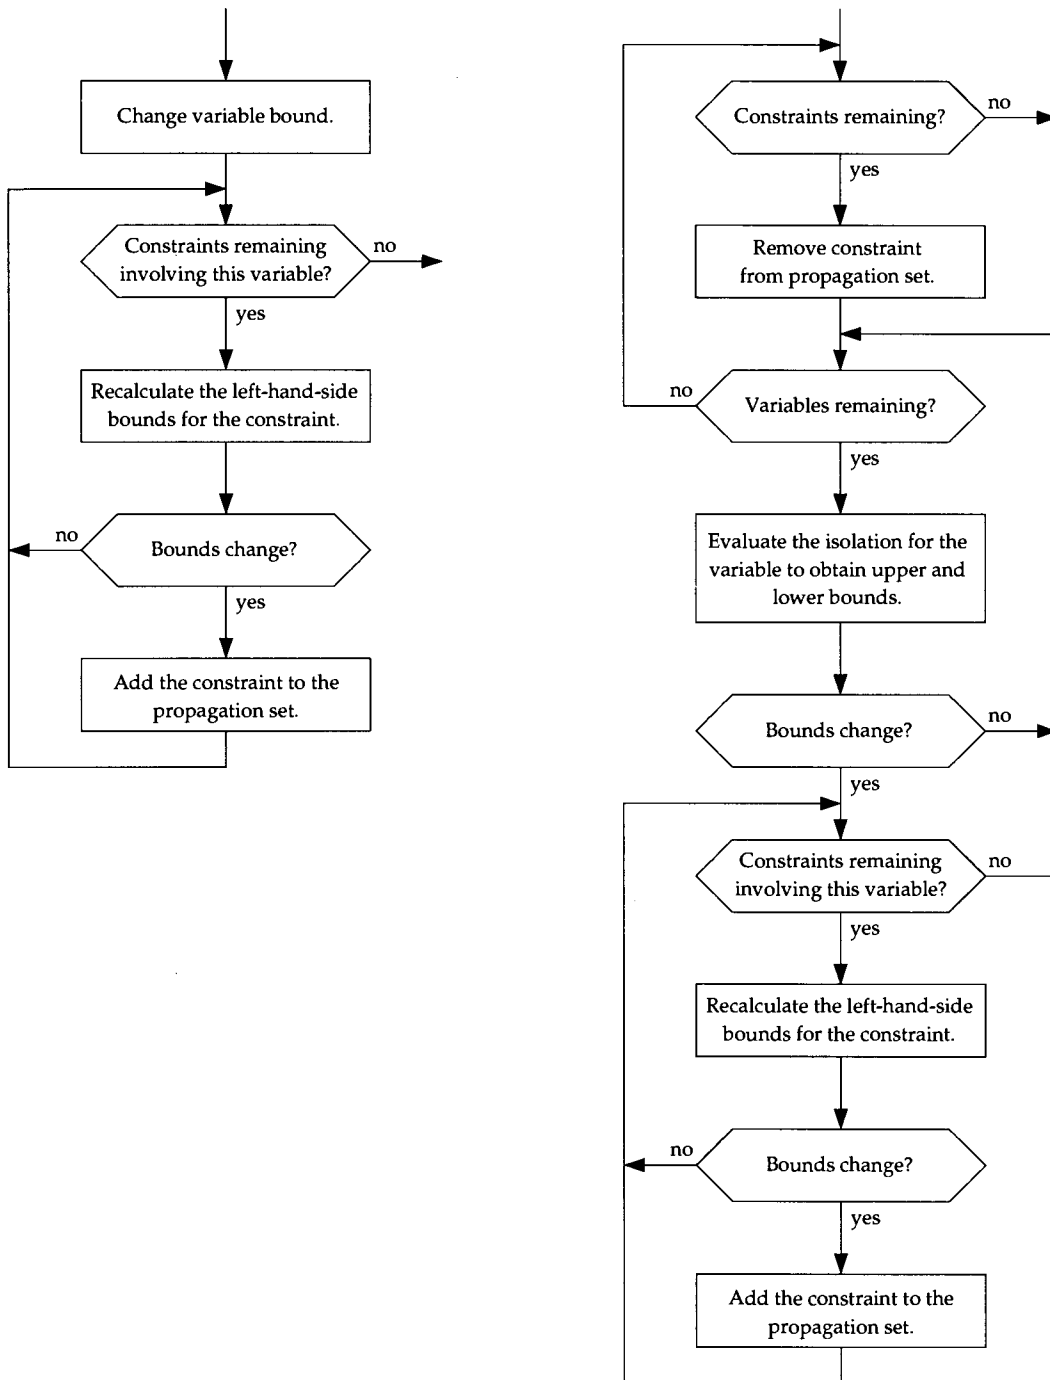 Change variable bound.
Constraints remaining
involving this variable?
no
yes
Recalculate the left-hand-side
bounds for the constraint.
no
Bounds change?
yes
Add the constraint to the
propagation set.
Constraints remaining?
no
yes
Remove constraint
from propagation set.
no
Variables remaining?
yes
Evaluate the isolation for the
variable to obtain upper and
lower bounds.
Bounds change?
no
yes
Constraints remaining
involving this variable?
no
yes
Recalculate the left-hand-side
bounds for the constraint.
no
Bounds change?
yes
Add the constraint to the
propagation set.